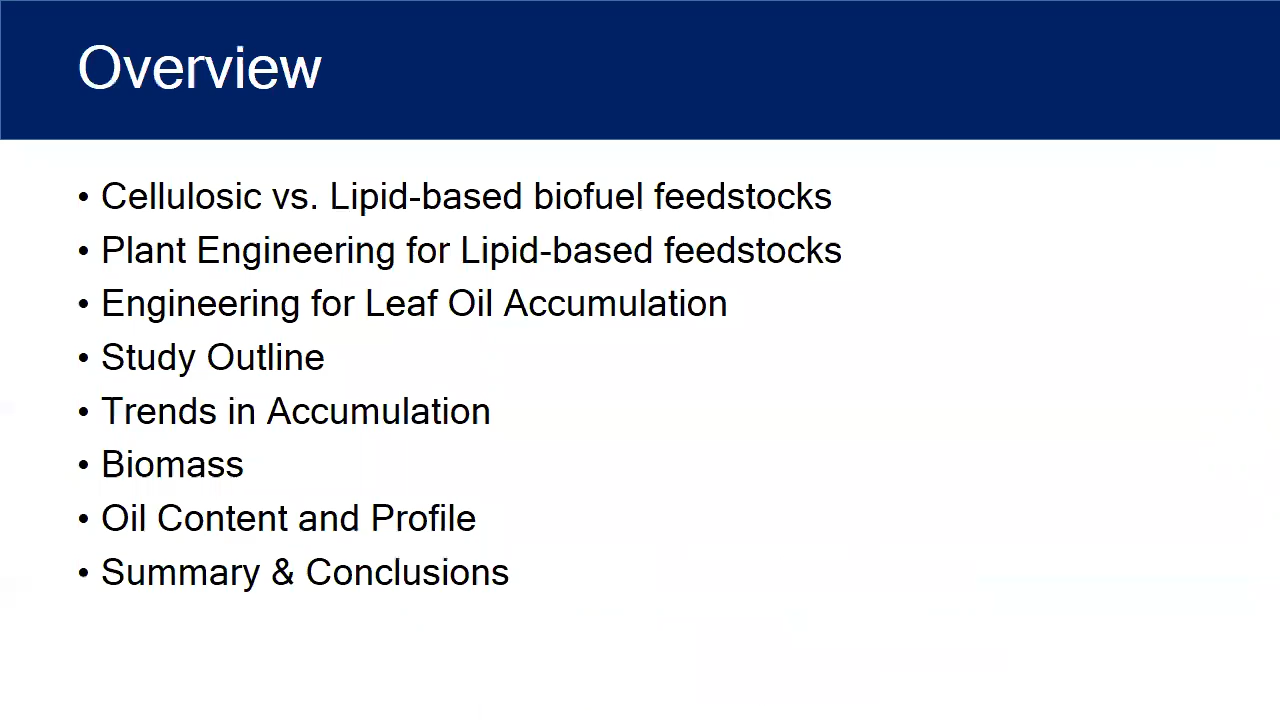 Overview
• Cellulosic vs. Lipid-based biofuel feedstocks
• Plant Engineering for Lipid-based feedstocks
• Engineering for Leaf Oil Accumulation
• Study Outline
• Trends in Accumulation
• Biomass
• Oil Content and Profile
• Summary & Conclusions